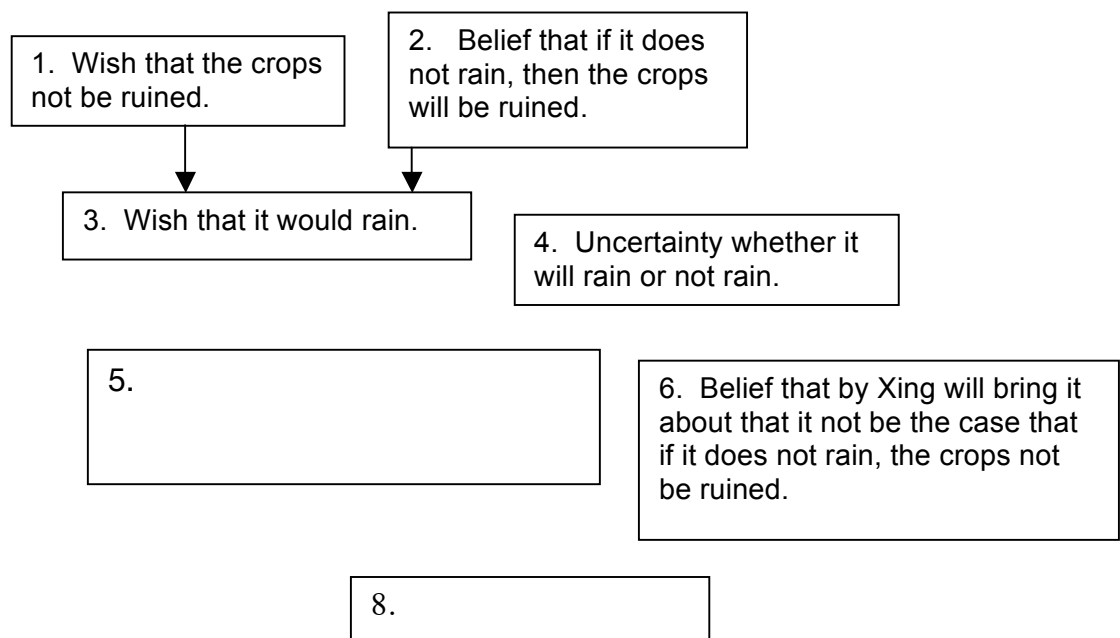 1. Wish that the crops
not be ruined.
2. Belief that if it does
not rain, then the crops
will be ruined.
3. Wish that it would rain.
4. Uncertainty whether it
will rain or not rain.
5.
6. Belief that by Xing will bring it
about that it not be the case that
if it does not rain, the crops not
be ruined.
8.